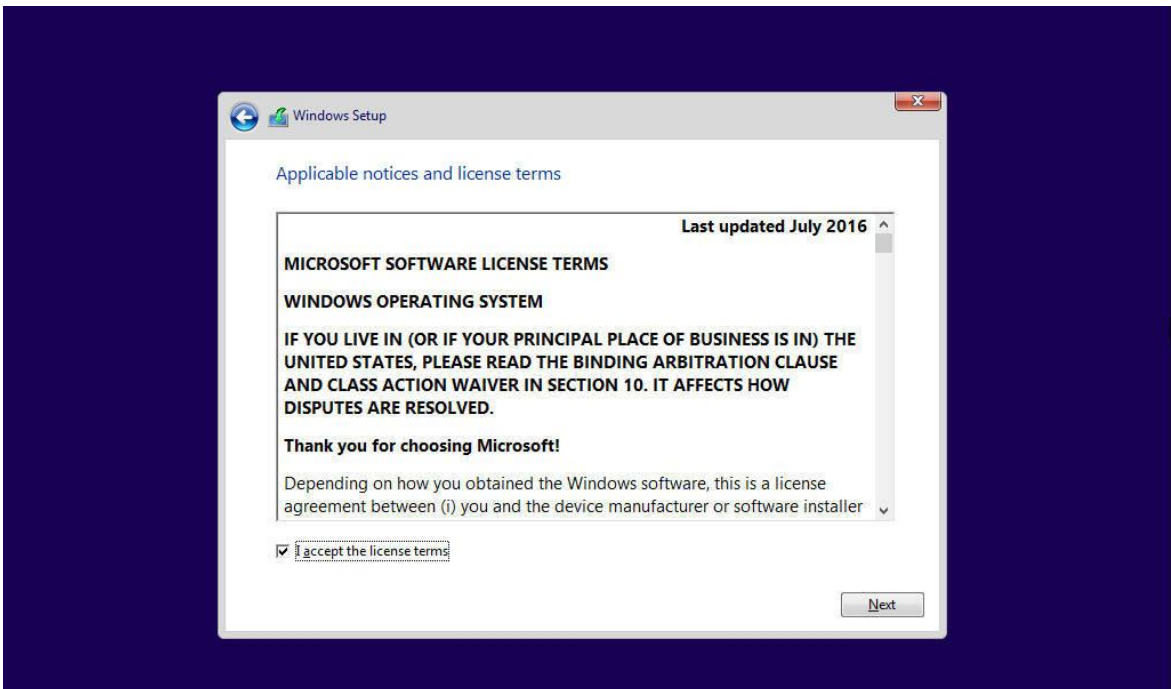 Windows Setup
Applicable notices and license terms
Last updated July 2016
MICROSOFT SOFTWARE LICENSE TERMS
WINDOWS OPERATING SYSTEM
IF YOU LIVE IN (OR IF YOUR PRINCIPAL PLACE OF BUSINESS IS IN) THE
UNITED STATES, PLEASE READ THE BINDING ARBITRATION CLAUSE
AND CLASS ACTION WAIVER IN SECTION 10. IT AFFECTS HOW
DISPUTES ARE RESOLVED.
Thank you for choosing Microsoft!
Depending on how you obtained the Windows software, this is a license
agreement between (i) you and the device manufacturer or software installer
I accept the license terms
Next